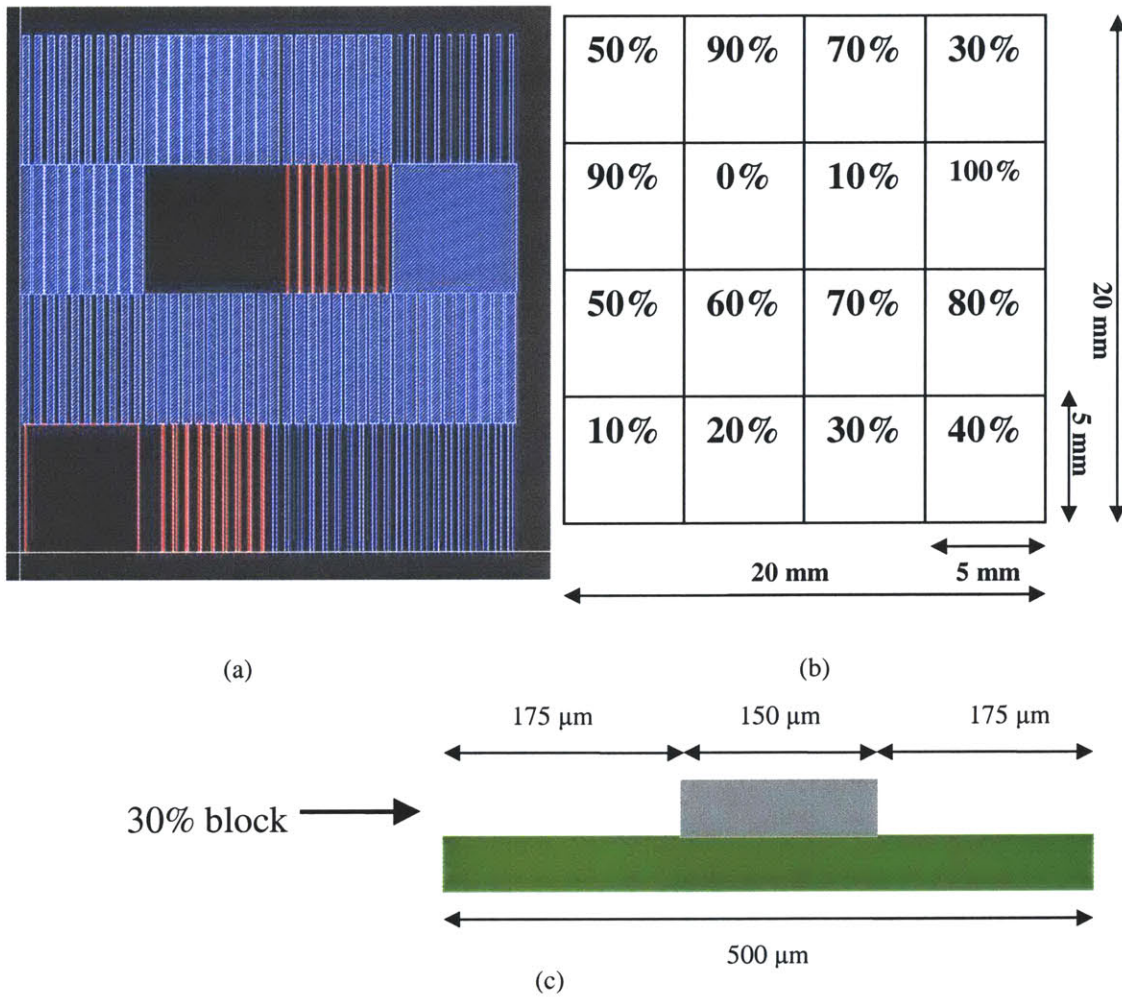 50% 90% 70% 30%
90% 0% 10% 100%
50% 60% 70% 80%
10% 20% 30% 40%
20 mm
5 mm
20 mm 5 mm
(a) (b)
175 μm 150 μm 175 μm
30% block
500 μm
(c)